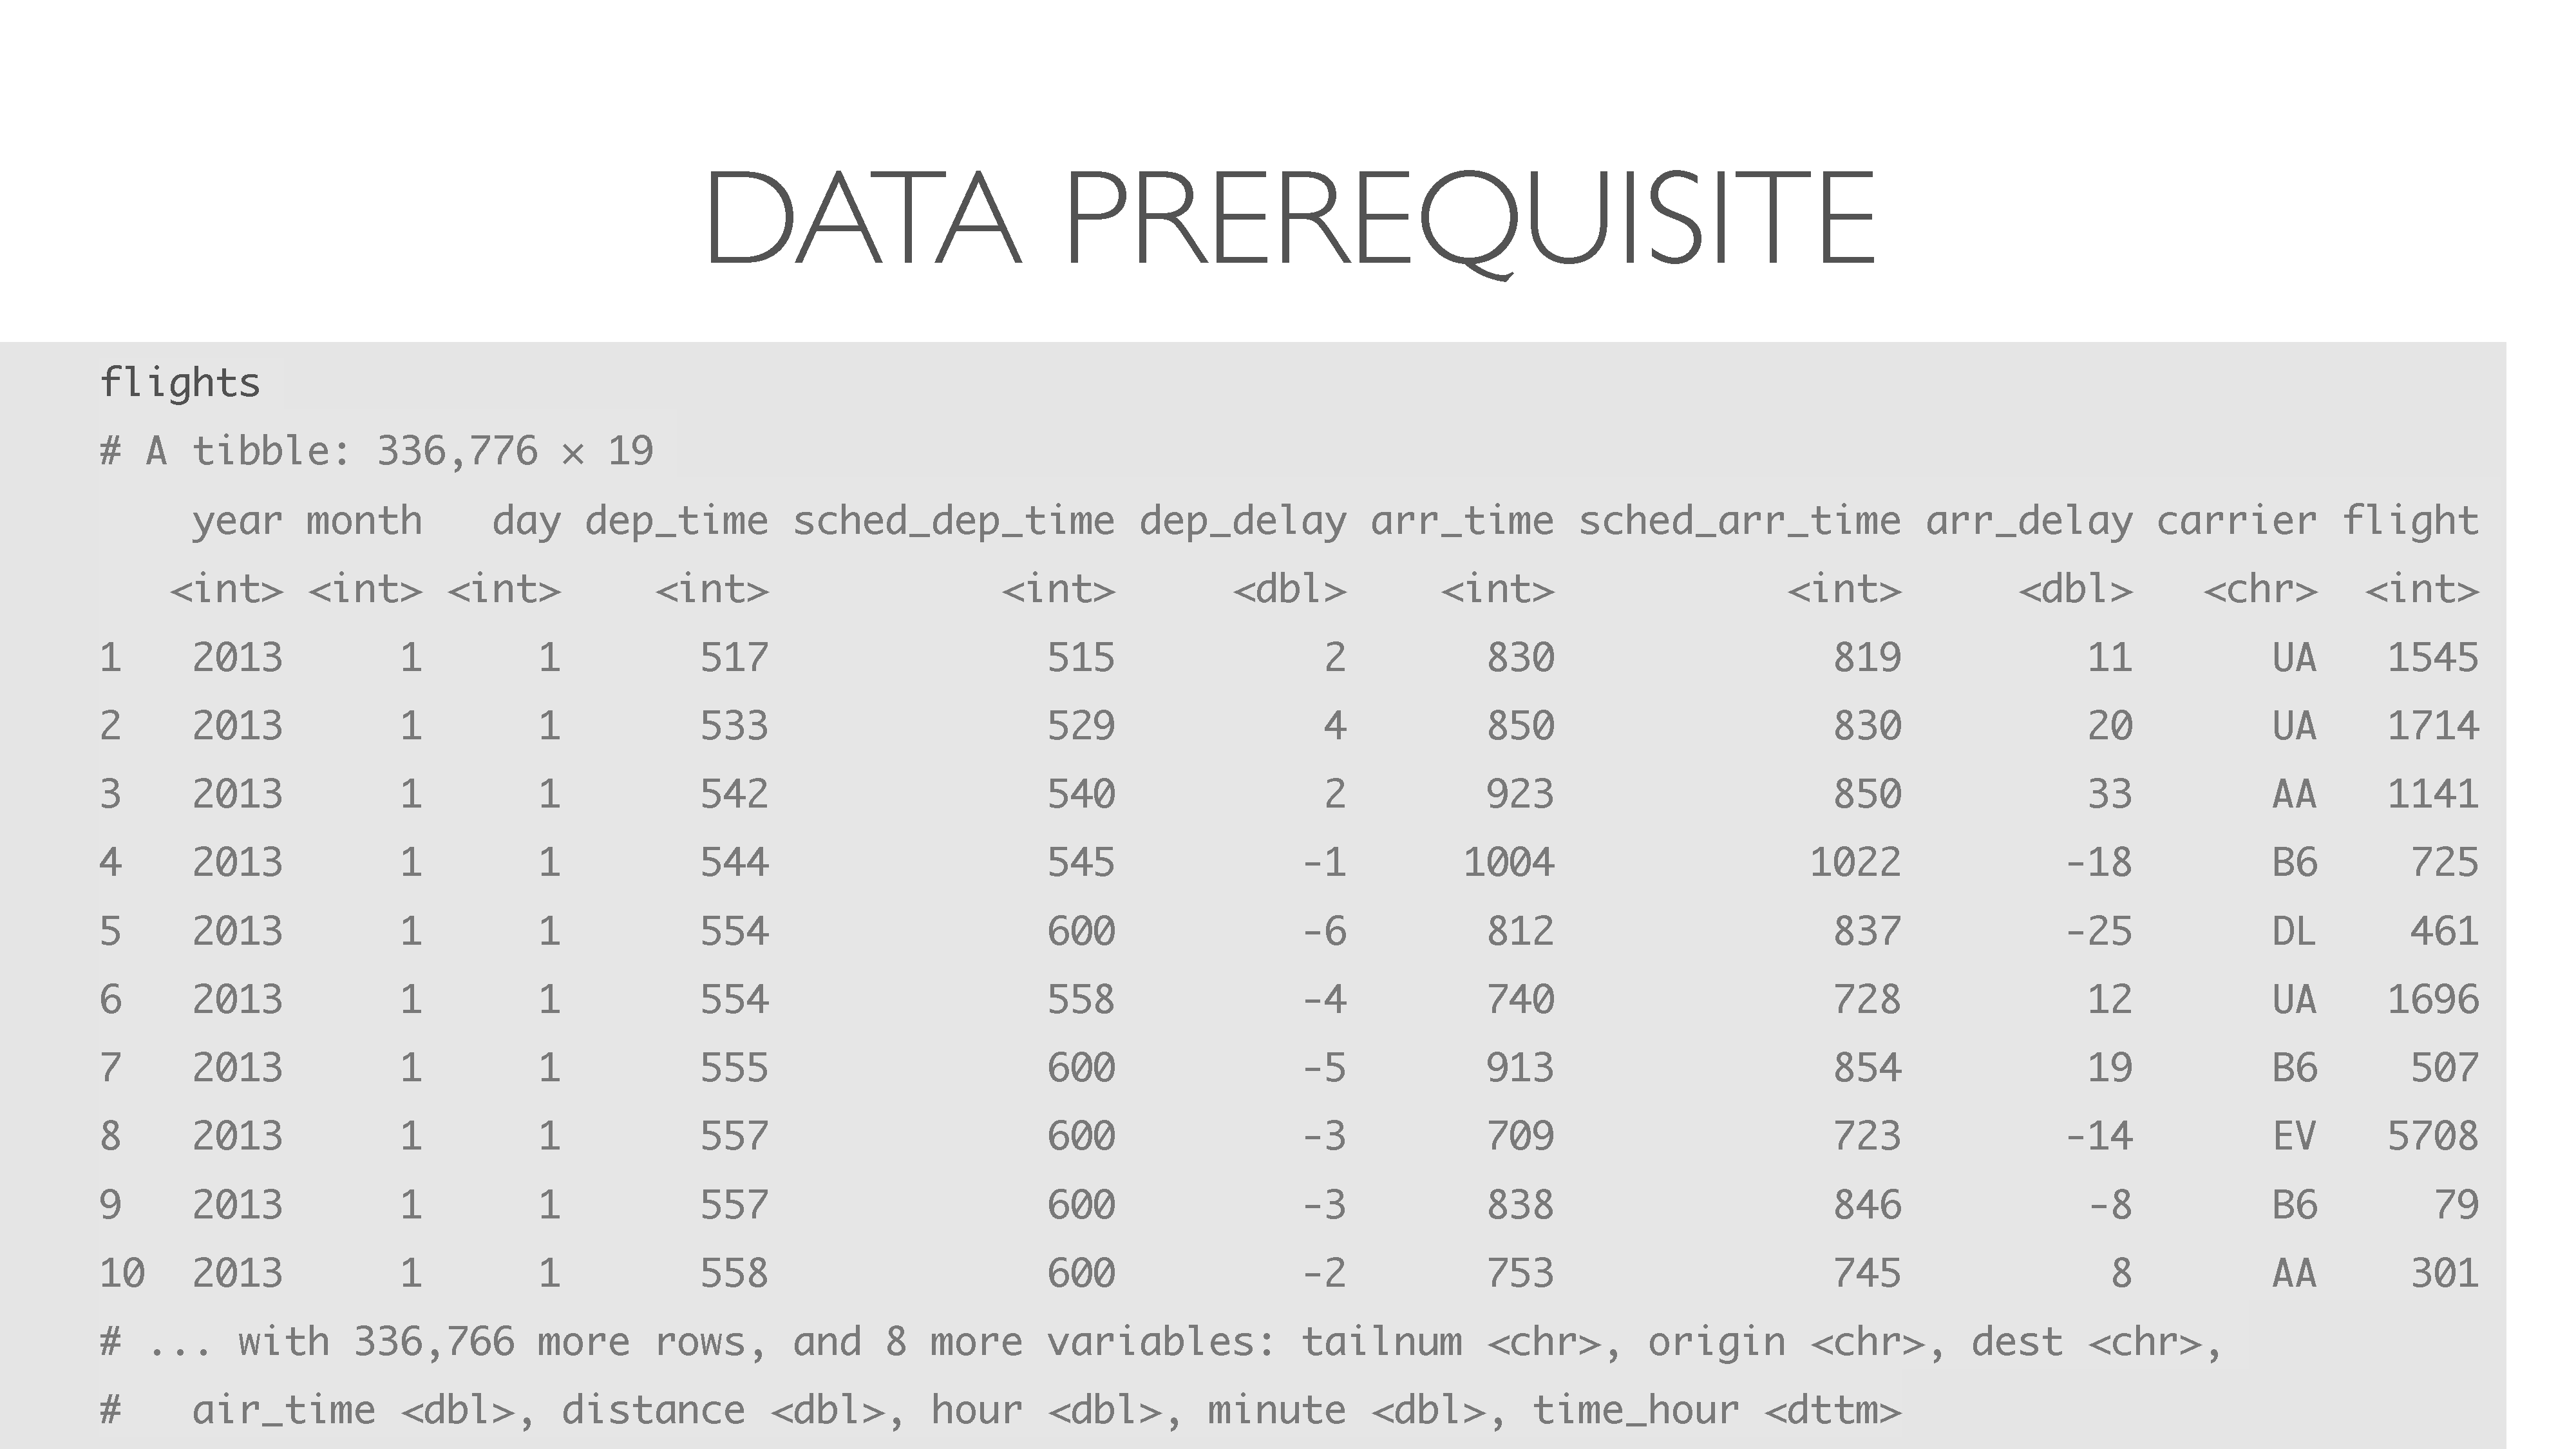 DATA PREREQUISITE
flights
# A tibble: 336,776 × 19
year month day dep_time sched_dep_time dep_delay arr_time sched_arr_time arr_delay carrier flight
<int> <int> <int> <int> <int> <dbl> <int> <int> <dbl> <chr> <int>
1 2013 1 1 517 515 2 830 819 11 UA 1545
2 2013 1 1 533 529 4 850 830 20 UA 1714
3 2013 1 1 542 540 2 923 850 33 AA 1141
4 2013 1 1 544 545 -1 1004 1022 -18 B6 725
5 2013 1 1 554 600 -6 812 837 -25 DL 461
6 2013 1 1 554 558 -4 740 728 12 UA 1696
7 2013 1 1 555 600 -5 913 854 19 B6 507
8 2013 1 1 557 600 -3 709 723 -14 EV 5708
9 2013 1 1 557 600 -3 838 846 -8 B6 79
10 2013 1 1 558 600 -2 753 745 8 AA 301
# ... with 336,766 more rows, and 8 more variables: tailnum <chr>, origin <chr>, dest <chr>,
# air_time <dbl>, distance <dbl>, hour <dbl>, minute <dbl>, time_hour <dttm>